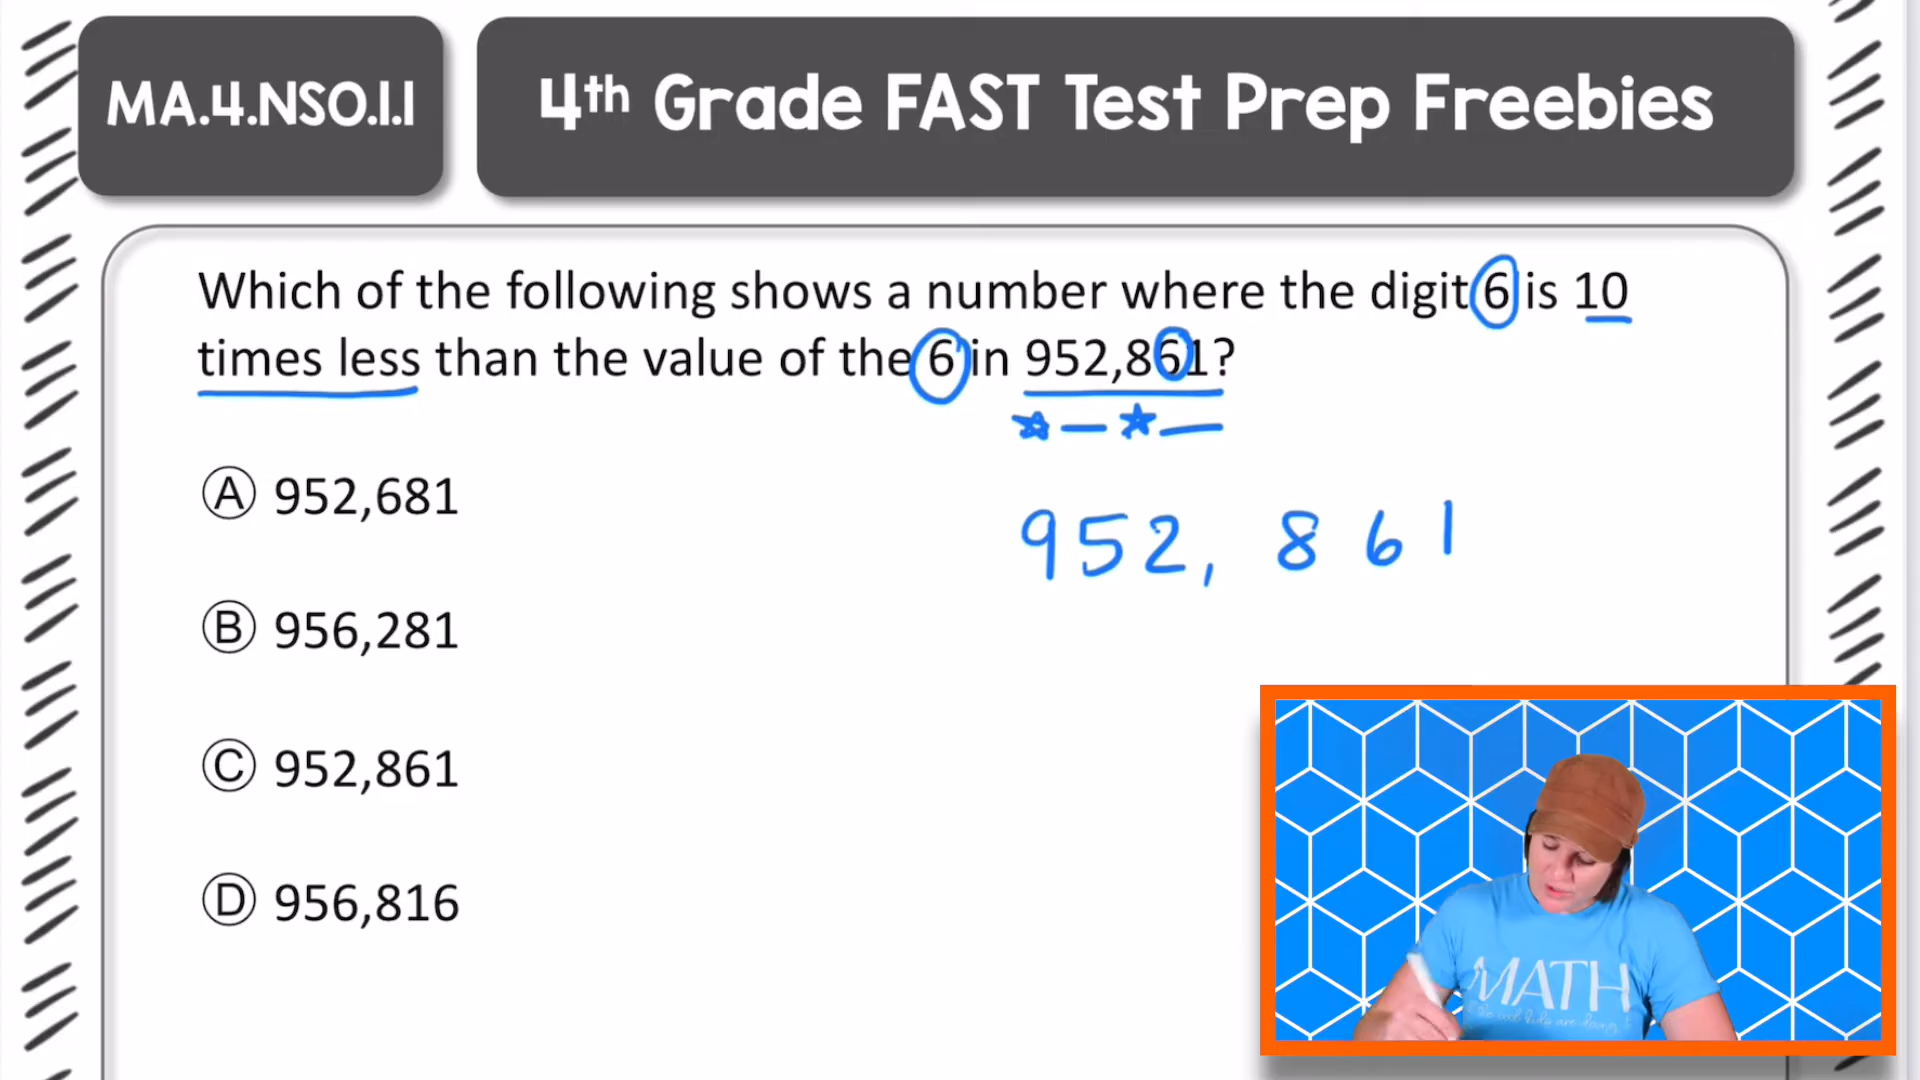 MA.4.NSO.1.1
4th Grade FAST Test Prep Freebies
Which of the following shows a number where the digit 6 is 10
times less than the value of the 6 in 952,861?
Ⓐ 952,681
952, 861
Ⓑ 956,281
Ⓒ 952,861
Ⓓ 956,816
MATH